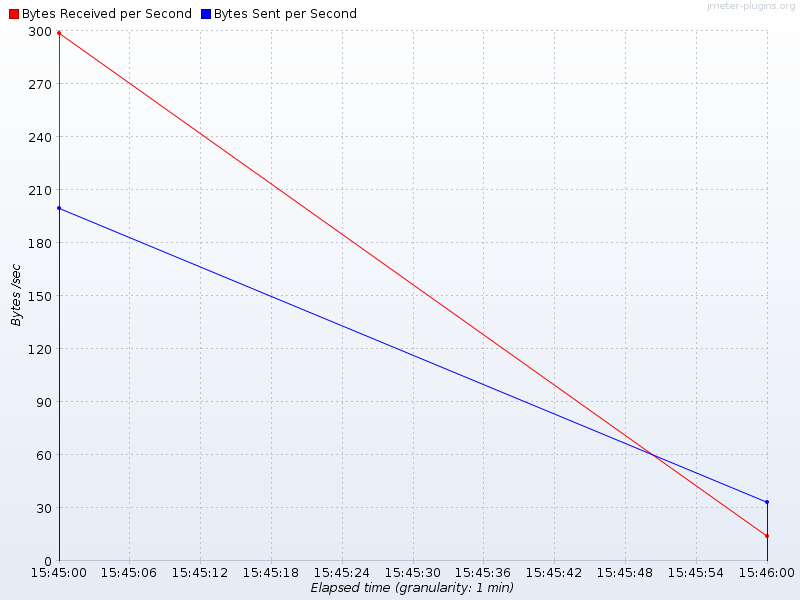 jmeter-plugins.org
Bytes Received per Second Bytes Sent per Second
300
270
240
210
180
150
120
90
60
30
0
Bytes /sec
15:45:00 15:45:06 15:45:12 15:45:18 15:45:24 15:45:30 15:45:36 15:45:42 15:45:48 15:45:54 15:46:00
Elapsed time (granularity: 1 min)